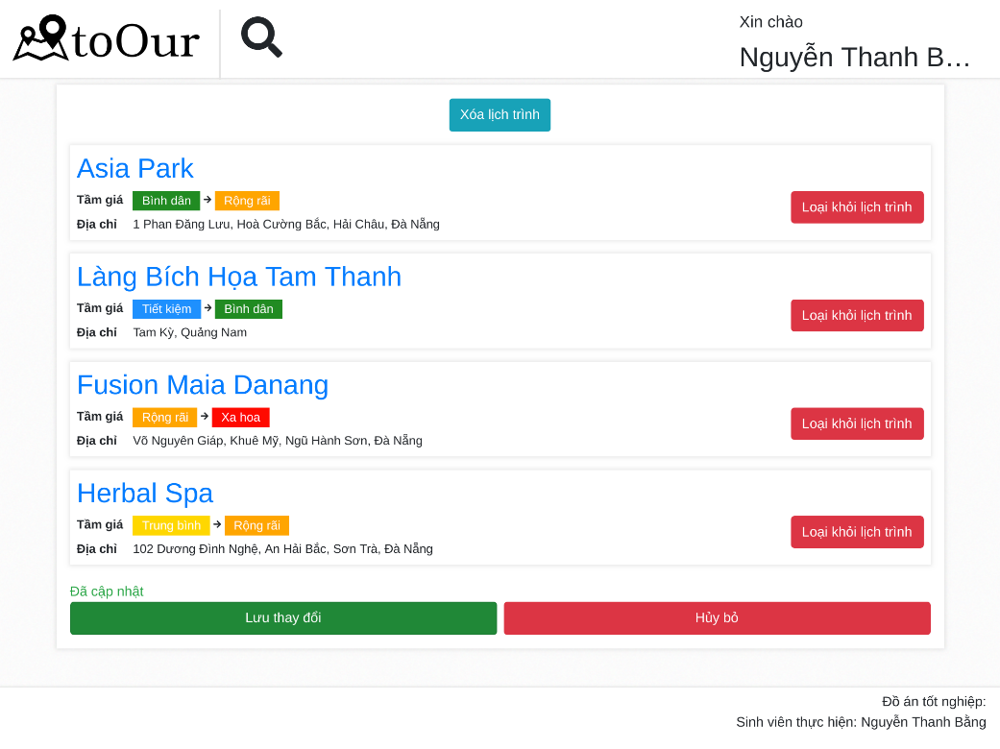 toOur
Xin chào
Nguyễn Thanh B...
Xóa lịch trình
Asia Park
Tầm giá Bình dân → Rộng rãi
Địa chỉ 1 Phan Đăng Lưu, Hoà Cường Bắc, Hải Châu, Đà Nẵng
Loại khỏi lịch trình
Làng Bích Họa Tam Thanh
Tầm giá Tiết kiệm → Bình dân
Địa chỉ Tam Kỳ, Quảng Nam
Loại khỏi lịch trình
Fusion Maia Danang
Tầm giá Rộng rãi → Xa hoa
Địa chỉ Võ Nguyên Giáp, Khuê Mỹ, Ngũ Hành Sơn, Đà Nẵng
Loại khỏi lịch trình
Herbal Spa
Tầm giá Trung bình → Rộng rãi
Địa chỉ 102 Dương Đình Nghệ, An Hải Bắc, Sơn Trà, Đà Nẵng
Loại khỏi lịch trình
Đã cập nhật
Lưu thay đổi
Hủy bỏ
Đồ án tốt nghiệp:
Sinh viên thực hiện: Nguyễn Thanh Bằng